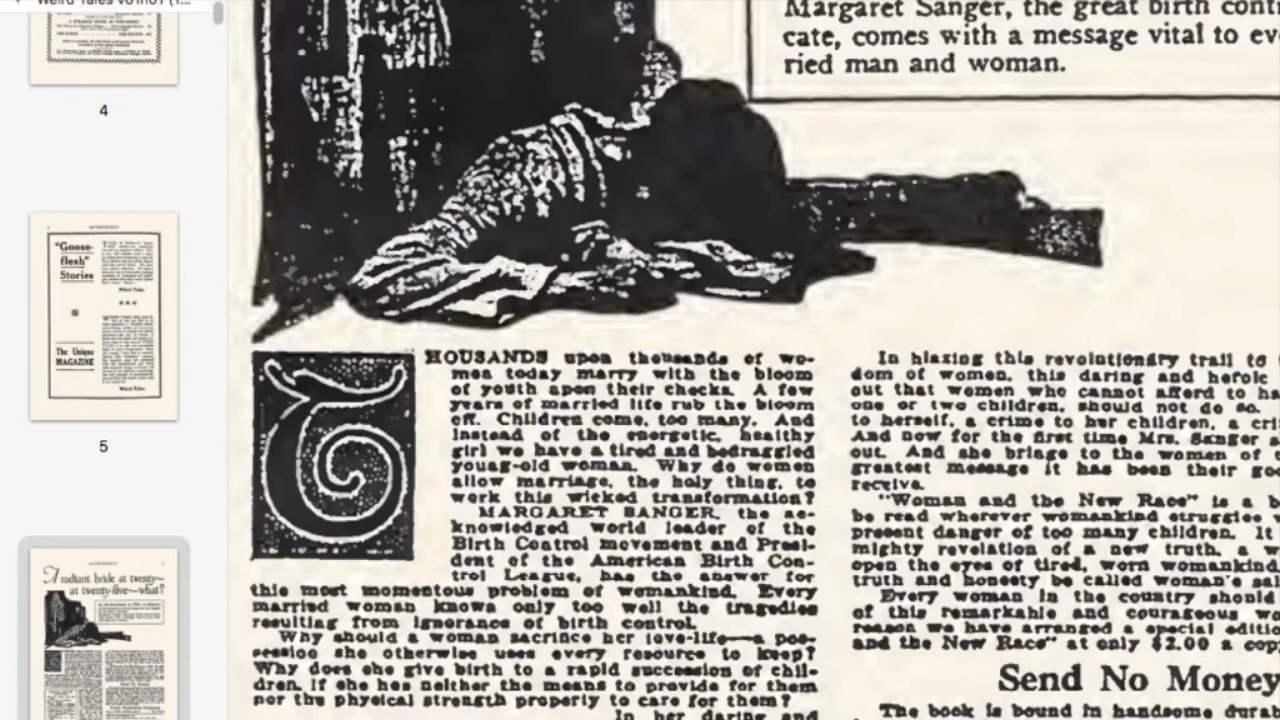 4
"Goose-
flesh"
Stories
The Unique
MAGAZINE
5
A radiant bride at twenty—
at twenty-five—what?
Margaret Sanger, the great birth cont
cate, comes with a message vital to ev
ried man and woman.
THOUSANDS upon thousands of wo-
men today marry with the bloom
of youth upon their cheeks. A few
years of married life rub the bloom
off. Children come, too many. And
instead of the energetic, healthy
girl we have a tired and bedraggled
young-old woman. Why do women
allow marriage, the holy thing, to
work this wicked transformation?
MARGARET SANGER, the ac-
knowledged world leader of the
Birth Control movement and Presi-
dent of the American Birth Con-
trol League, has the answer for
this most momentous problem of womankind. Every
married woman knows only too well the tragedies
resulting from ignorance of birth control.
Why should a woman sacrifice her love-life—a pos-
session she otherwise uses every resource to keep?
Why does she give birth to a rapid succession of chil-
dren, if she has neither the means to provide for them
nor the physical strength properly to care for them?
In her daring and
In blazing this revolutionary trail to
dom of women, this daring and heroic
out that women who cannot afford to ha
one or two children, should not do so.
to herself, a crime to her children, a cri
And now for the first time Mrs. Sanger
out. And she brings to the women of
greatest message it has been their goo
receive.
"Woman and the New Race" is a b
be read wherever womankind struggles
present danger of too many children. It
mighty revelation of a new truth, a w
open the eyes of tired, worn womankind.
truth and honesty be called woman's sal
Every woman in the country should
of this remarkable and courageous wo
reason we have arranged a special editio
and the New Race" at only $2.00 a copy
Send No Money
The book is bound in handsome durab